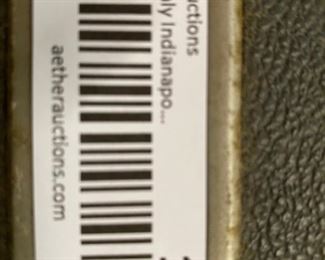 ctions
ly Indianapo...
aetherauctions.com